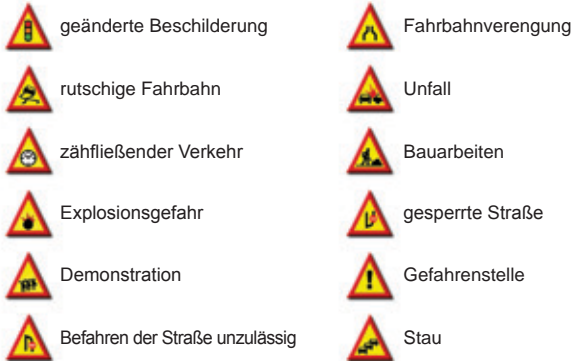 geänderte Beschilderung
Fahrbahnverengung
rutschige Fahrbahn
Unfall
zähfließender Verkehr
Bauarbeiten
Explosionsgefahr
gesperrte Straße
Demonstration
Gefahrenstelle
Befahren der Straße unzulässig
Stau